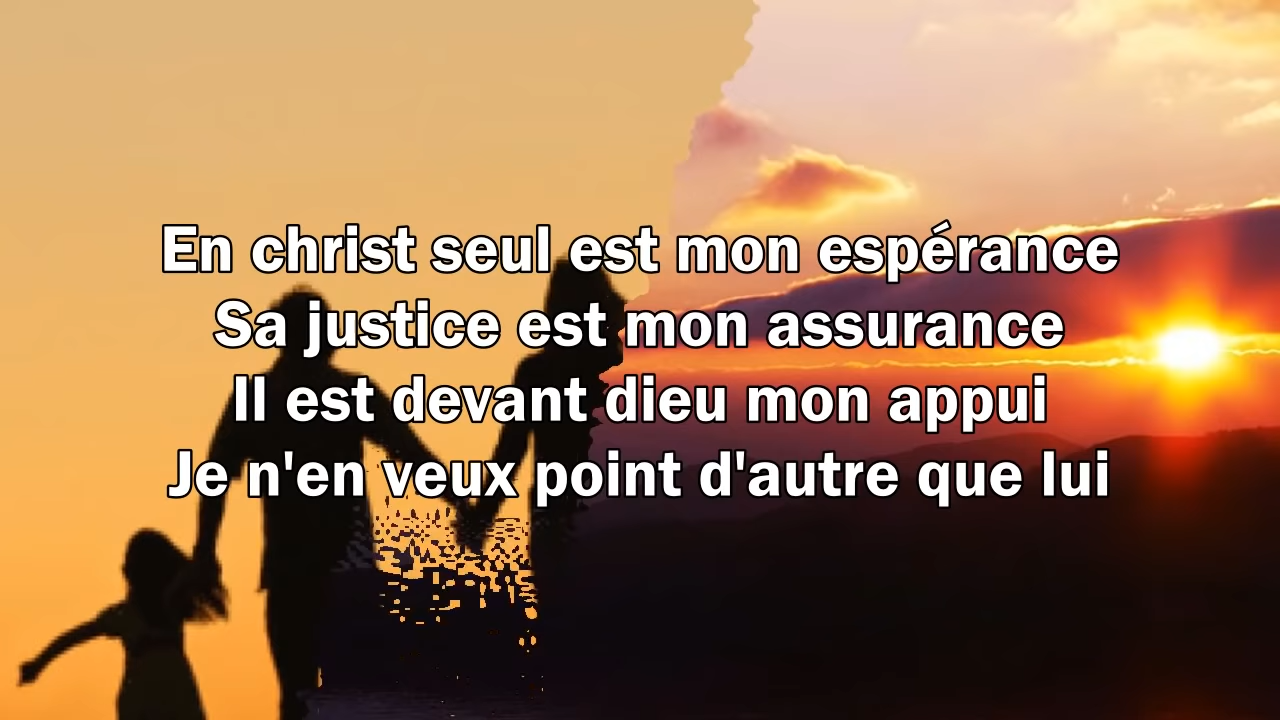 En christ seul est mon espérance
Sa justice est mon assurance
Il est devant dieu mon appui
Je n'en veux point d'autre que lui